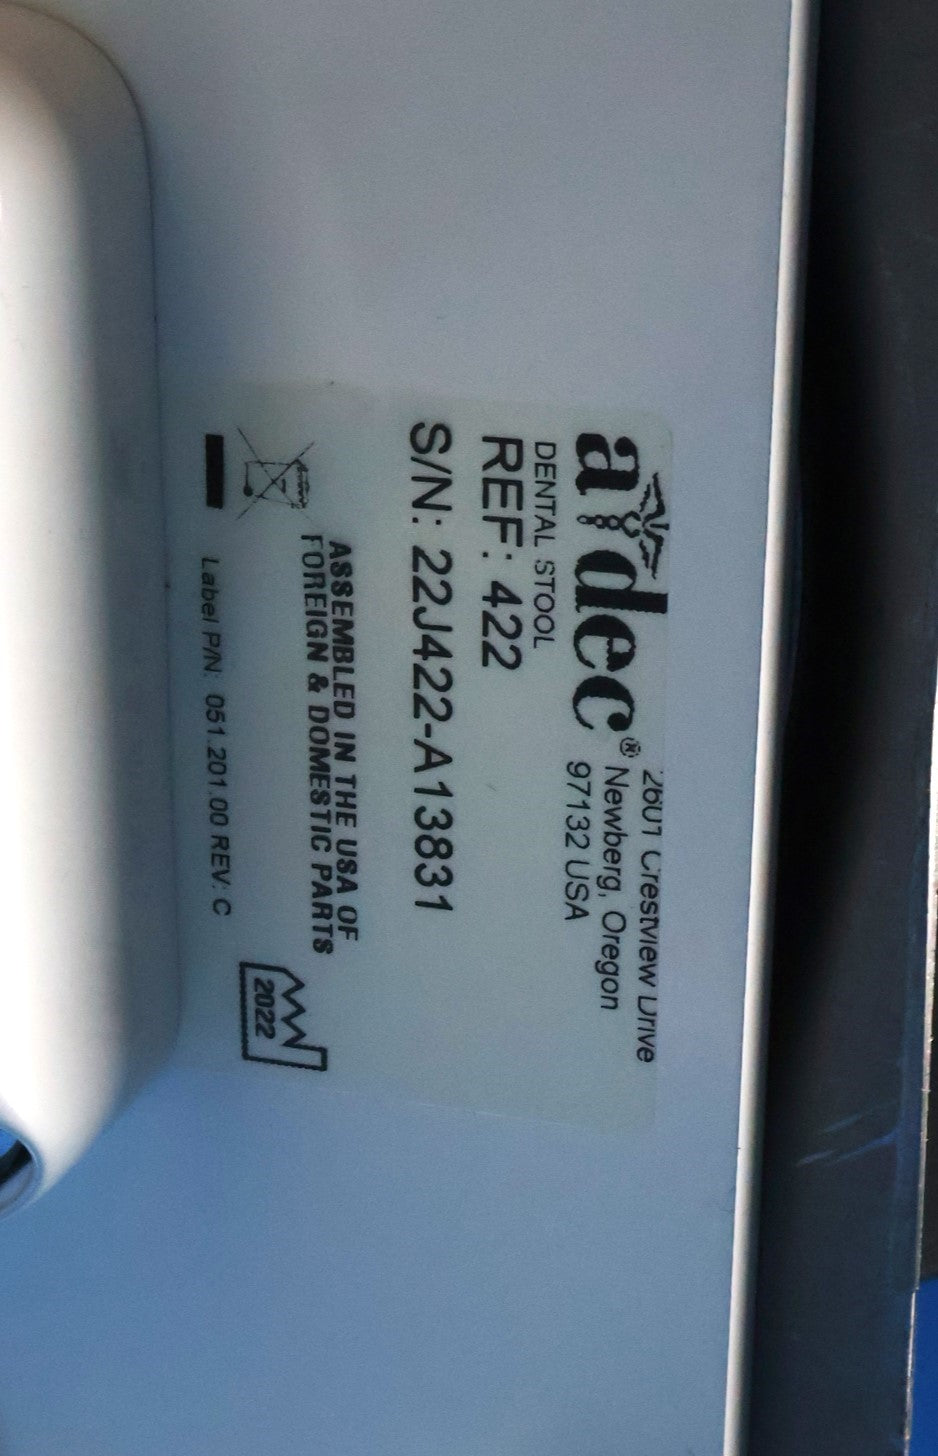 a dec®
2601 Crestview Drive
Newberg, Oregon
97132 USA
DENTAL STOOL
REF: 422
S/N: 22J422-A13831
ASSEMBLED IN THE USA OF
FOREIGN & DOMESTIC PARTS
2022
Label P/N: 051.201.00 REV: C